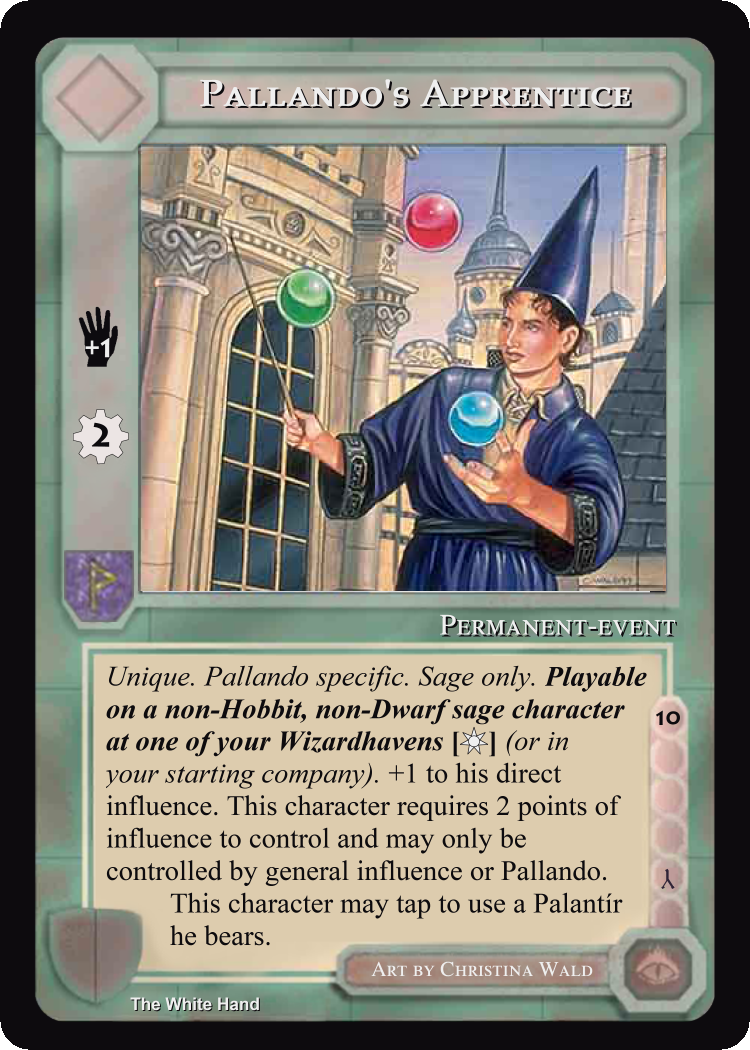 Pallando's Apprentice
+1
2
Permanent-event
Unique. Pallando specific. Sage only. Playable
on a non-Hobbit, non-Dwarf sage character
at one of your Wizardhavens [ ] (or in
your starting company). +1 to his direct
influence. This character requires 2 points of
influence to control and may only be
controlled by general influence or Pallando.
This character may tap to use a Palantír
he bears.
10
Art by Christina Wald
The White Hand